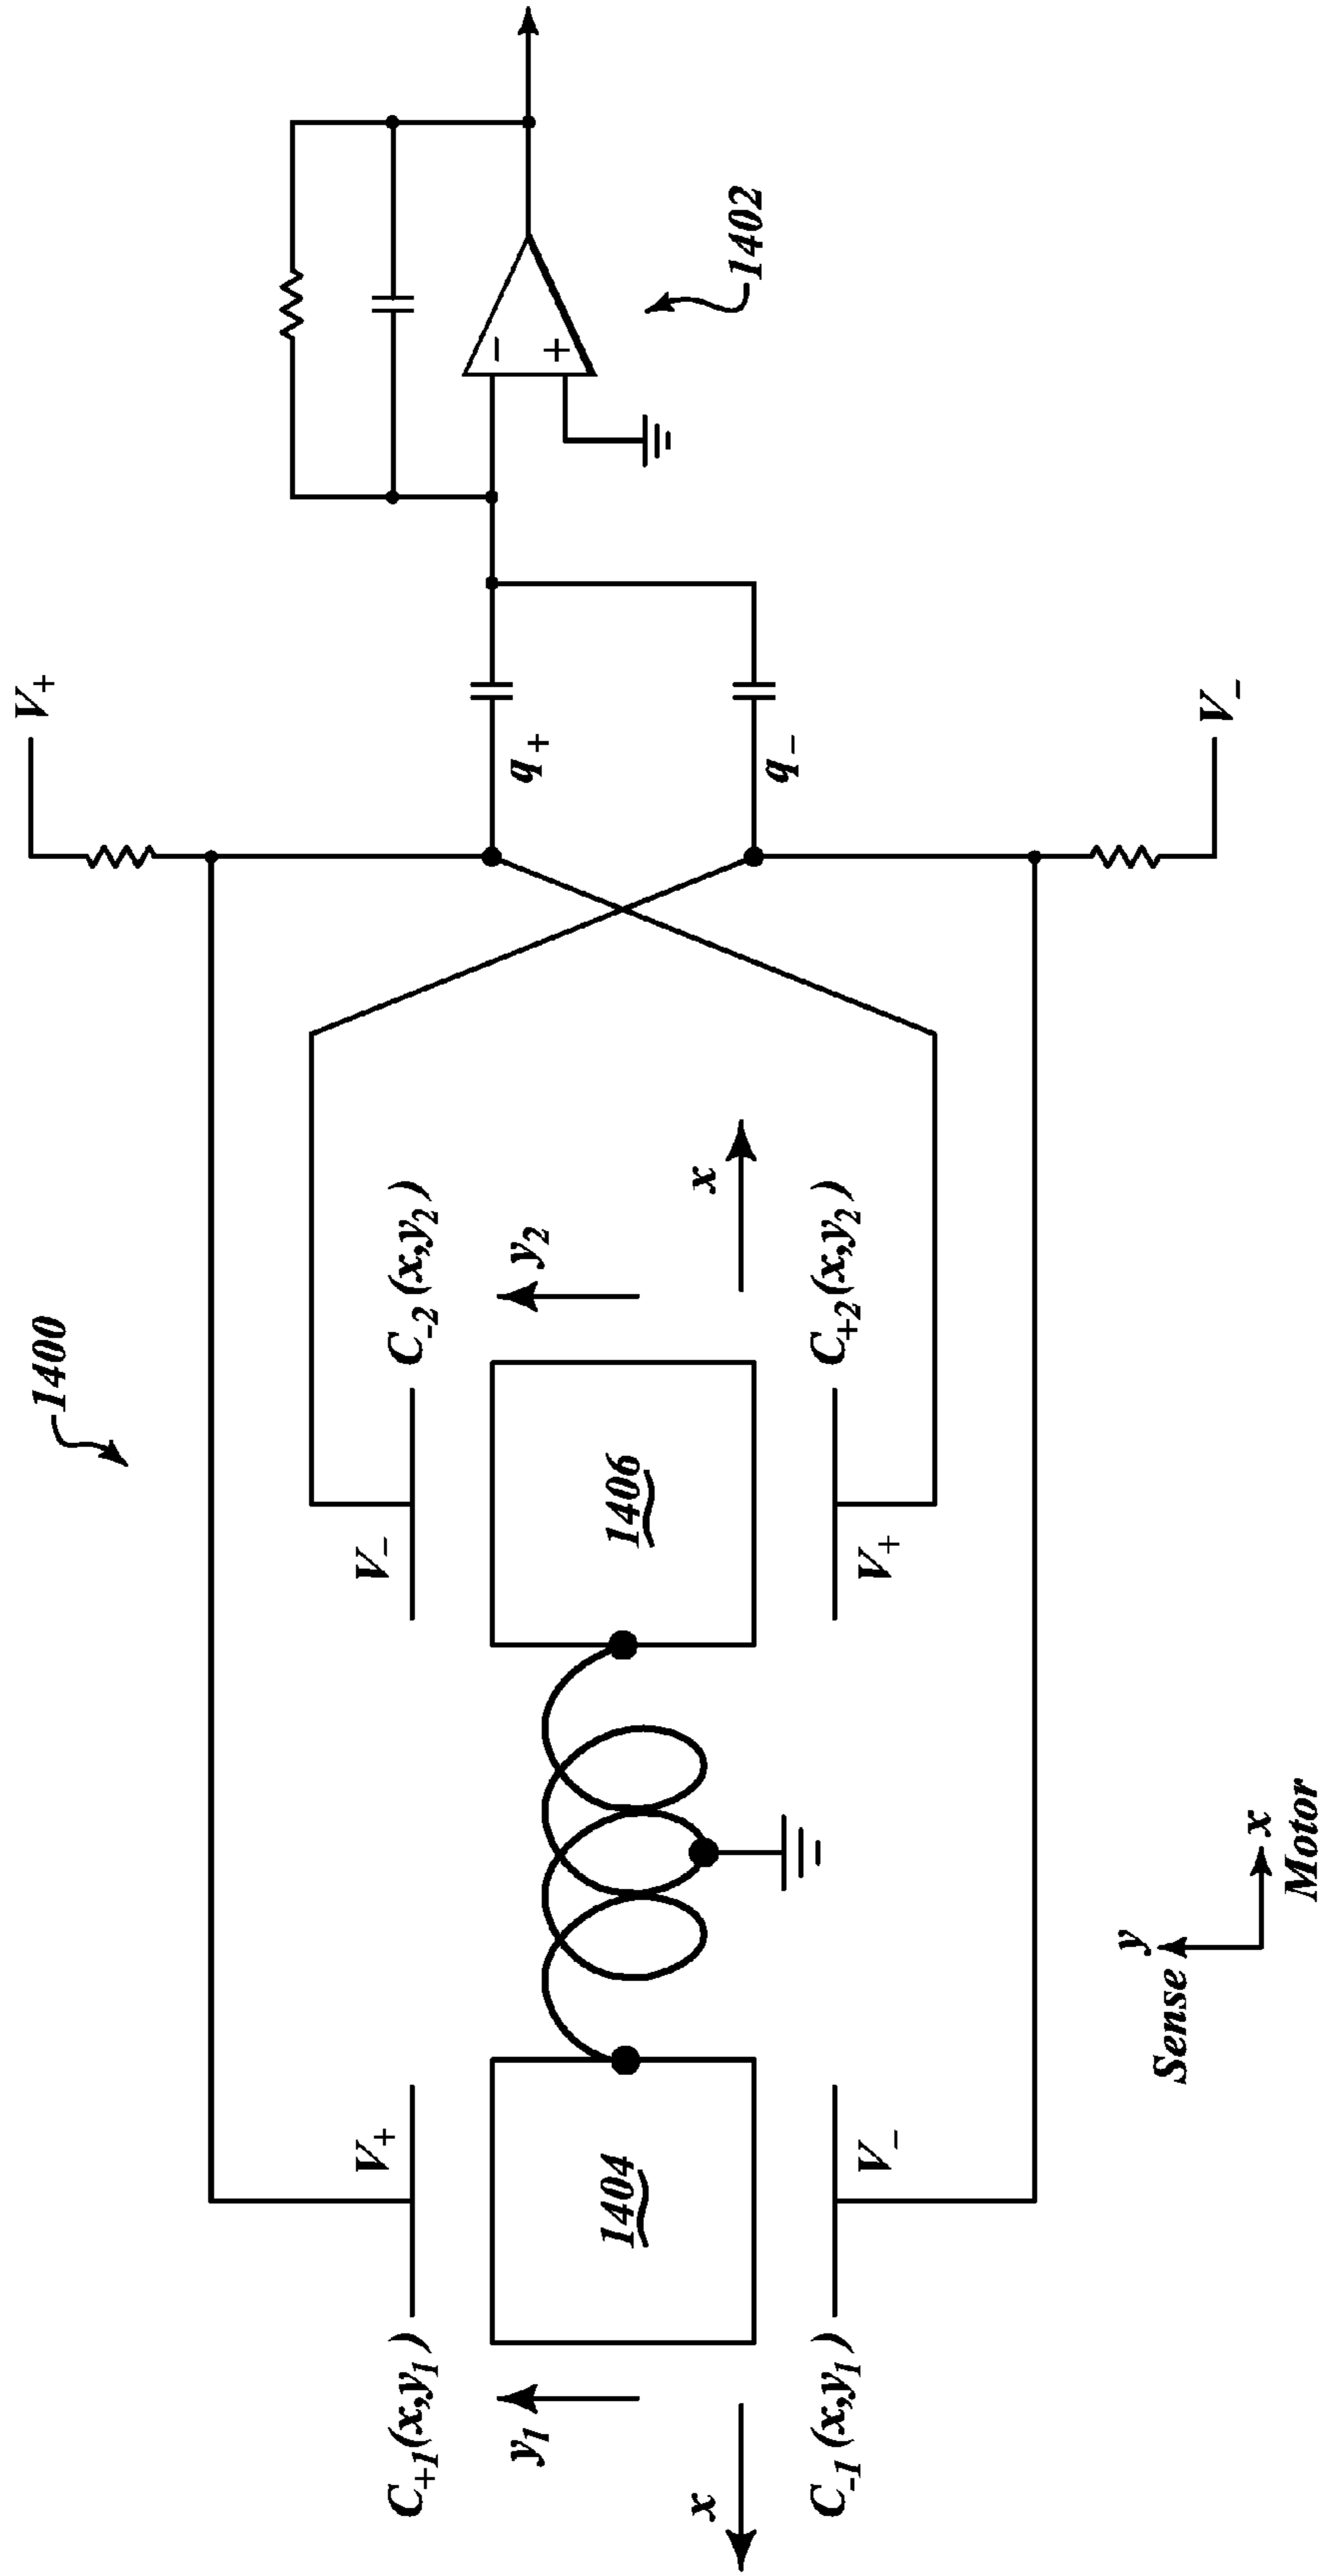 1400
V+
V-
C+1(x,y1)
V+
V-
C-2(x,y2)
q+
q-
-
+
1402
y1
1404
1406
y2
x
x
C-1(x,y1)
V-
V+
C+2(x,y2)
y
Sense
x
Motor